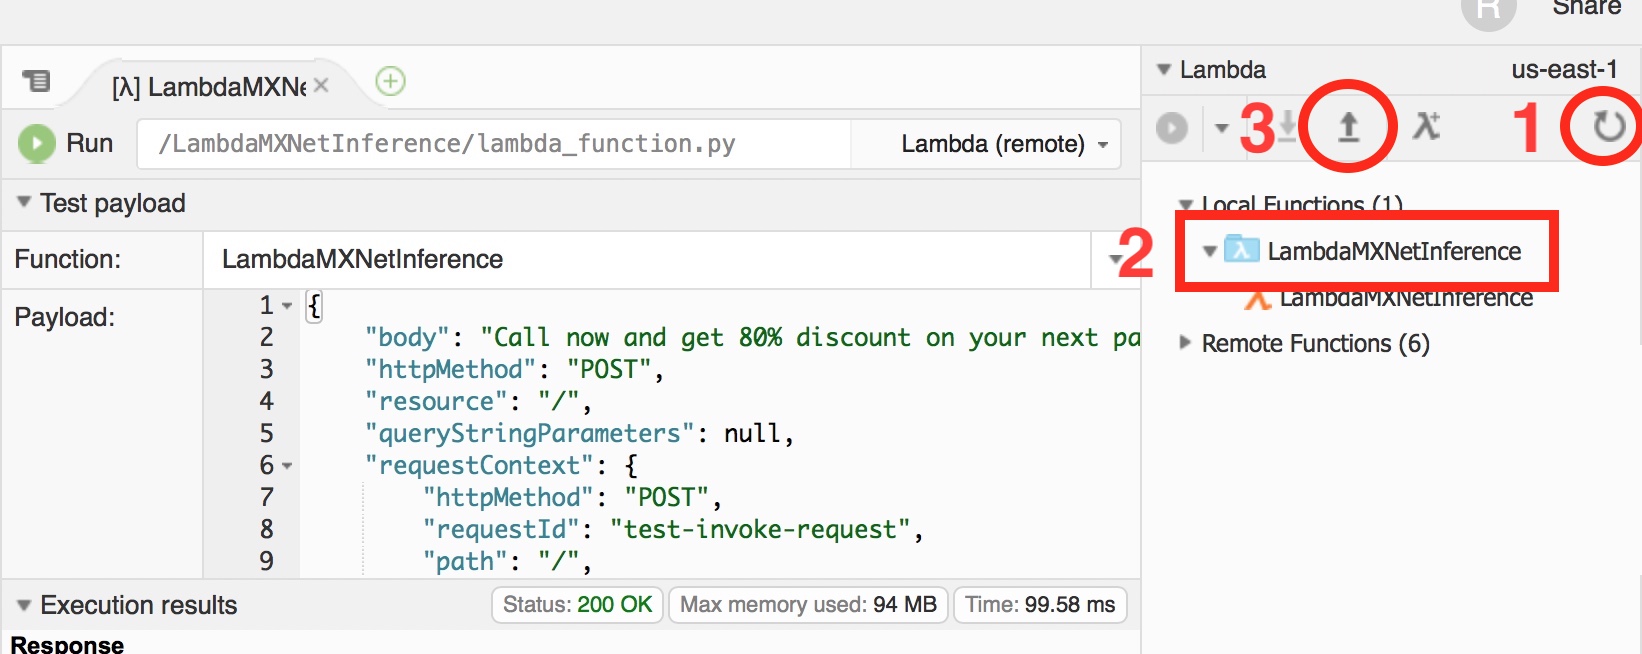 R Share
[λ] LambdaMXNe
Lambda us-east-1
Run /LambdaMXNetInference/lambda_function.py Lambda (remote)
3 λ+ 1
Test payload
Local Functions (1)
Function: LambdaMXNetInference
2 LambdaMXNetInference
LambdaMXNetInference
Remote Functions (6)
Payload:
1 {
2 "body": "Call now and get 80% discount on your next pa
3 "httpMethod": "POST",
4 "resource": "/",
5 "queryStringParameters": null,
6 "requestContext": {
7 "httpMethod": "POST",
8 "requestId": "test-invoke-request",
9 "path": "/",
Execution results Status: 200 OK Max memory used: 94 MB Time: 99.58 ms
Response